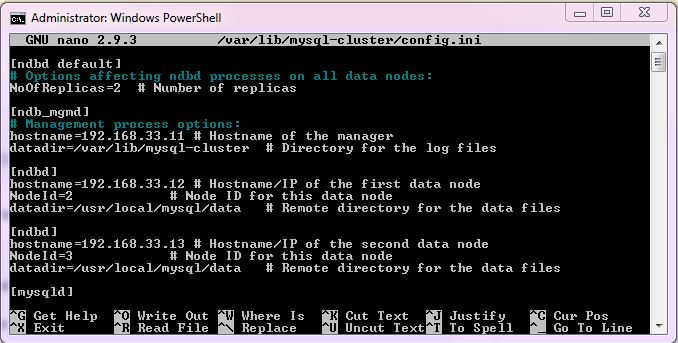 Administrator: Windows PowerShell
GNU nano 2.9.3 /var/lib/mysql-cluster/config.ini
[ndbd default]
# Options affecting ndbd processes on all data nodes:
NoOfReplicas=2 # Number of replicas
[ndb_mgmd]
# Management process options:
hostname=192.168.33.11 # Hostname of the manager
datadir=/var/lib/mysql-cluster # Directory for the log files
[ndbd]
hostname=192.168.33.12 # Hostname/IP of the first data node
NodeId=2 # Node ID for this data node
datadir=/usr/local/mysql/data # Remote directory for the data files
[ndbd]
hostname=192.168.33.13 # Hostname/IP of the second data node
NodeId=3 # Node ID for this data node
datadir=/usr/local/mysql/data # Remote directory for the data files
[mysqld]
^G Get Help ^O Write Out ^W Where Is ^K Cut Text ^J Justify ^C Cur Pos
^X Exit ^R Read File ^\ Replace ^U Uncut Text ^T To Spell ^_ Go To Line